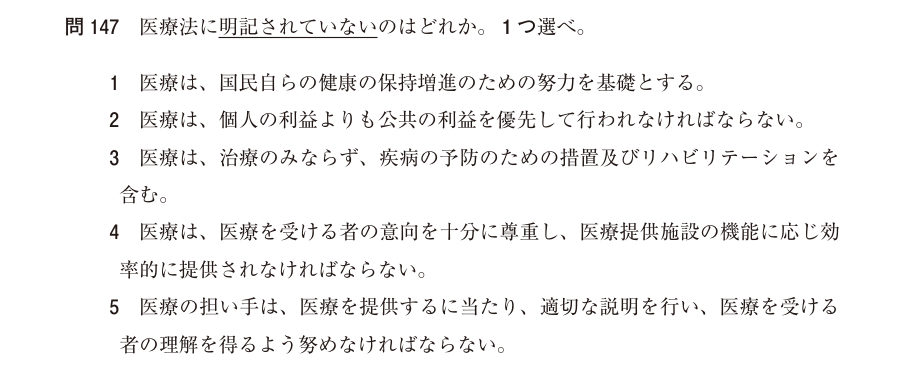 問 147　医療法に明記されていないのはどれか。1つ選べ。
1　医療は、国民自らの健康の保持増進のための努力を基礎とする。
2　医療は、個人の利益よりも公共の利益を優先して行われなければならない。
3　医療は、治療のみならず、疾病の予防のための措置及びリハビリテーションを
含む。
4　医療は、医療を受ける者の意向を十分に尊重し、医療提供施設の機能に応じ効
率的に提供されなければならない。
5　医療の担い手は、医療を提供するに当たり、適切な説明を行い、医療を受ける
者の理解を得るよう努めなければならない。